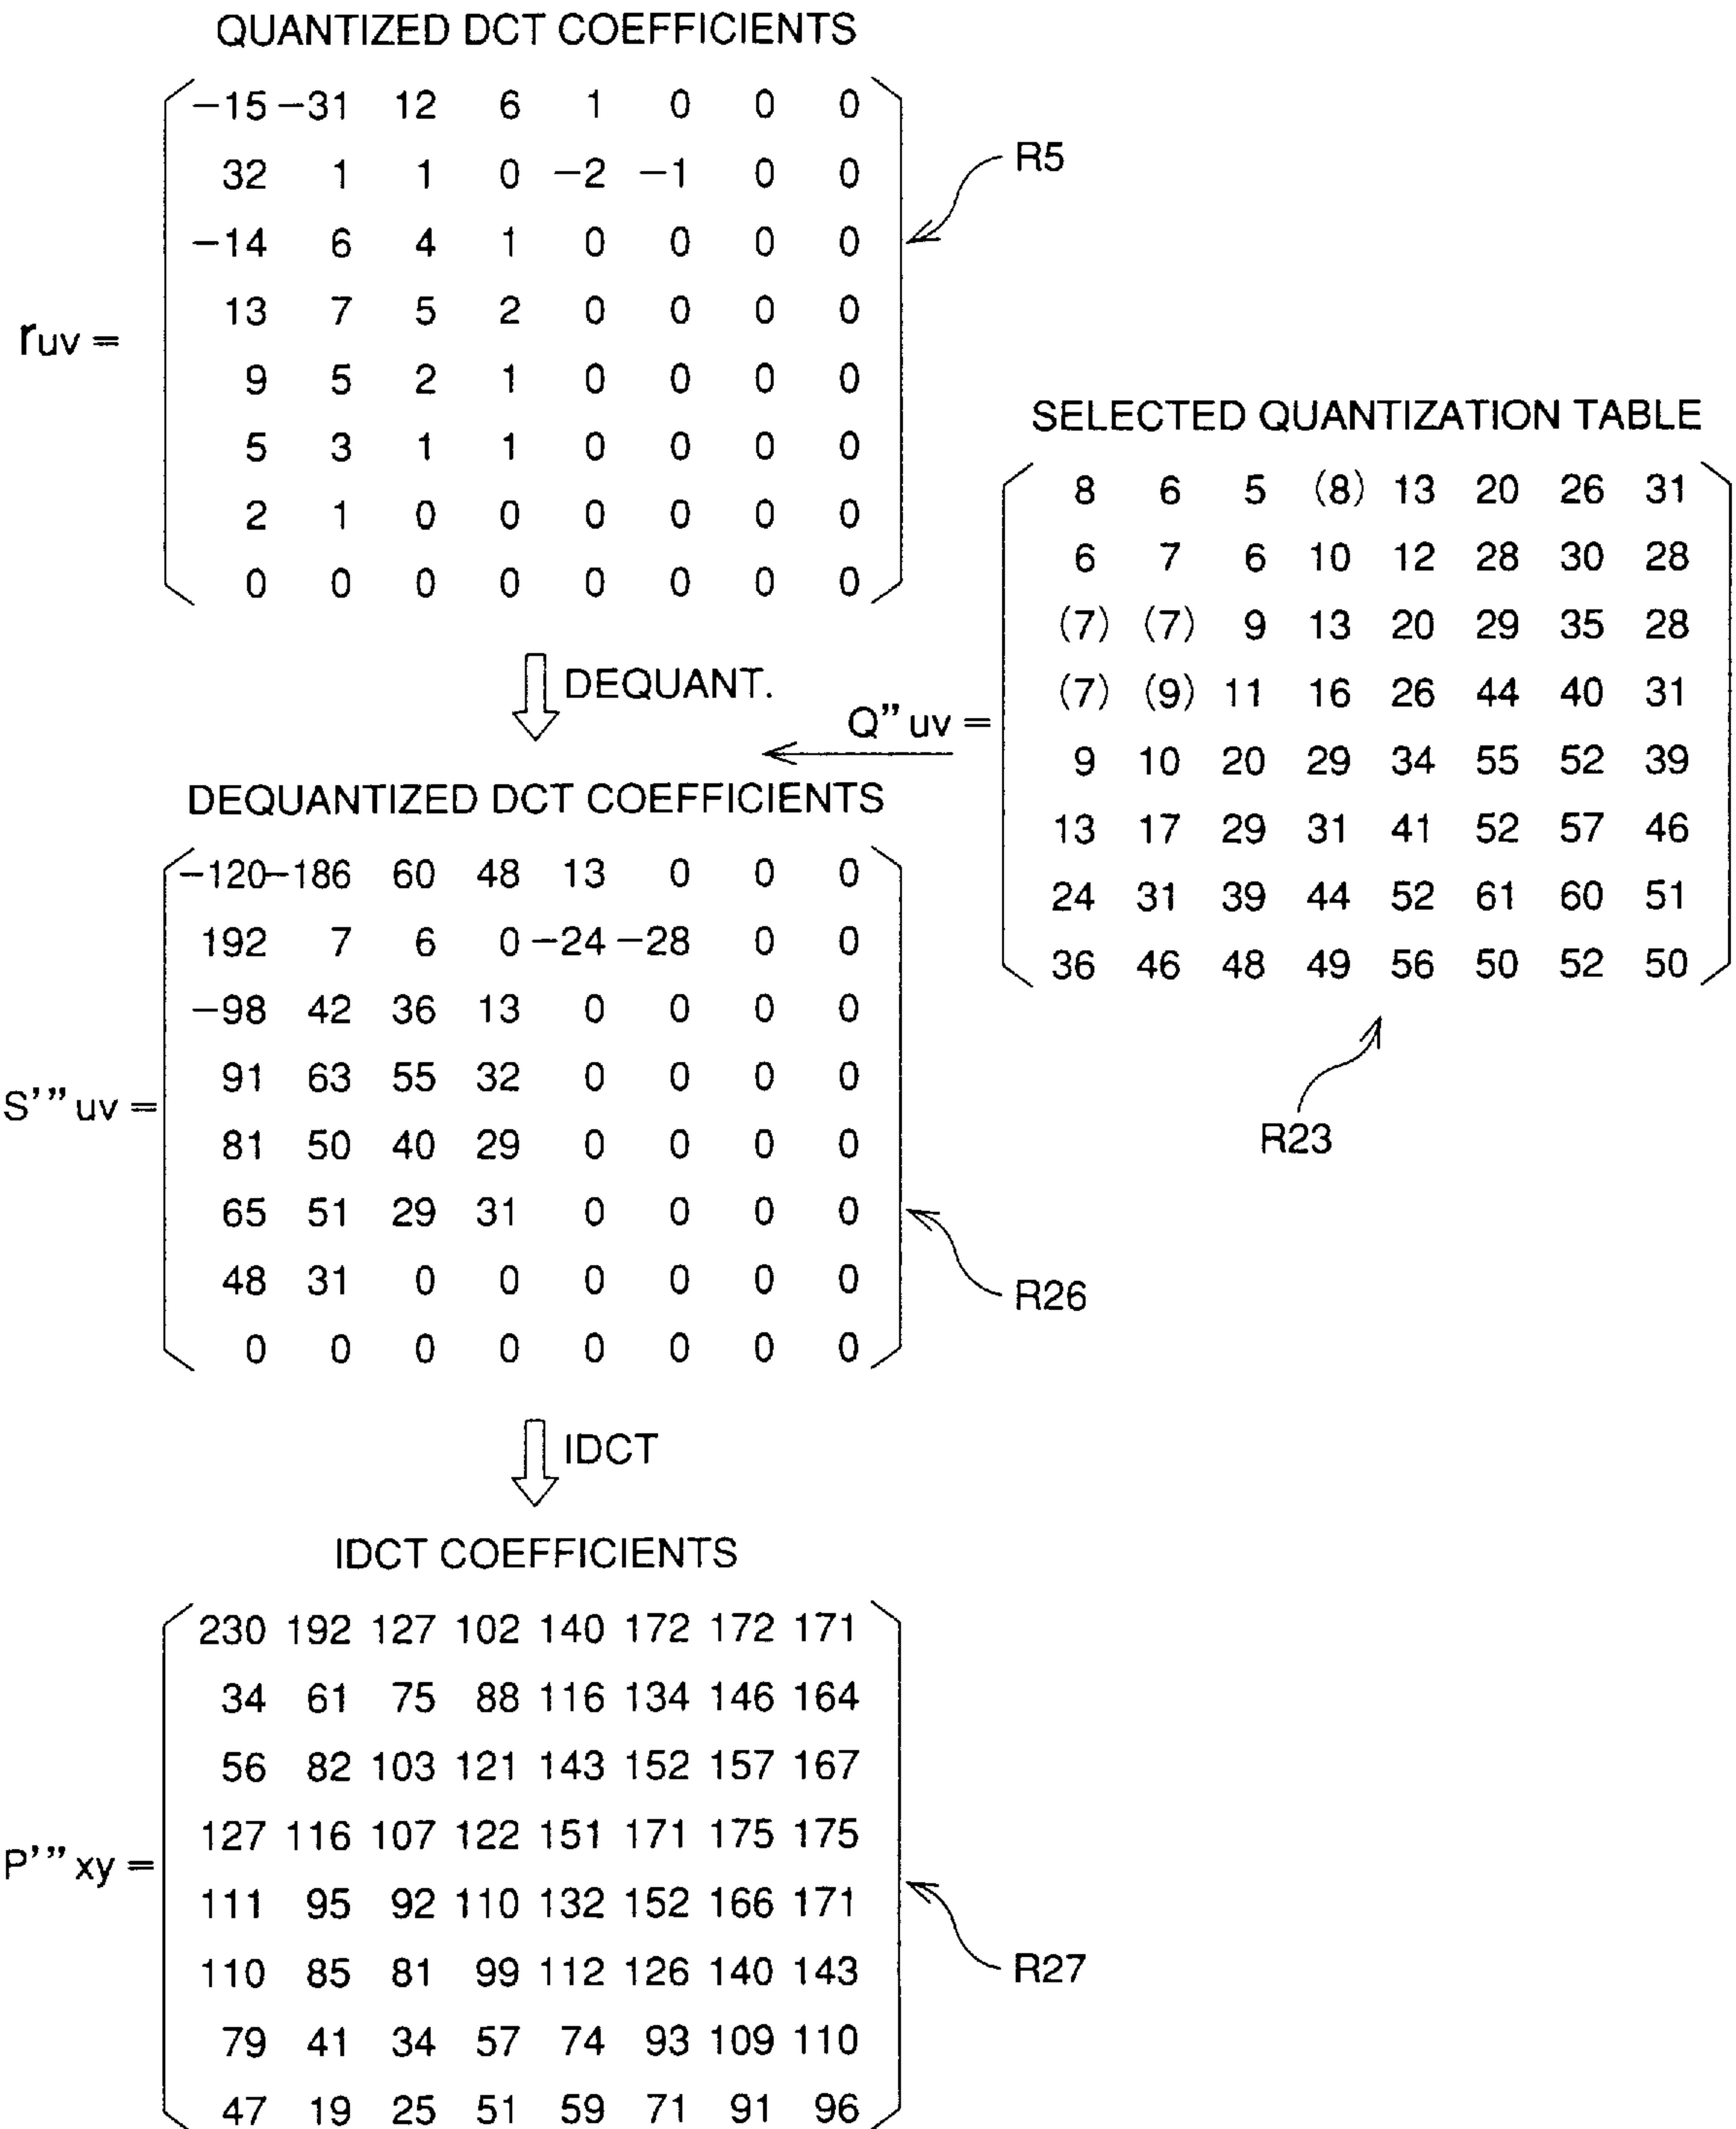 QUANTIZED DCT COEFFICIENTS
−15 −31 12 6 1 0 0 0
32 1 1 0 −2 −1 0 0
R5
−14 6 4 1 0 0 0 0
13 7 5 2 0 0 0 0
ruv =
9 5 2 1 0 0 0 0
5 3 1 1 0 0 0 0
2 1 0 0 0 0 0 0
0 0 0 0 0 0 0 0
SELECTED QUANTIZATION TABLE
8 6 5 (8) 13 20 26 31
6 7 6 10 12 28 30 28
(7) (7) 9 13 20 29 35 28
(7) (9) 11 16 26 44 40 31
Q” uv =
9 10 20 29 34 55 52 39
13 17 29 31 41 52 57 46
24 31 39 44 52 61 60 51
36 46 48 49 56 50 52 50
R23
DEQUANT.
DEQUANTIZED DCT COEFFICIENTS
−120 −186 60 48 13 0 0 0
192 7 6 0 −24 −28 0 0
−98 42 36 13 0 0 0 0
91 63 55 32 0 0 0 0
S’” uv =
81 50 40 29 0 0 0 0
65 51 29 31 0 0 0 0
48 31 0 0 0 0 0 0
R26
0 0 0 0 0 0 0 0
IDCT
IDCT COEFFICIENTS
230 192 127 102 140 172 172 171
34 61 75 88 116 134 146 164
56 82 103 121 143 152 157 167
127 116 107 122 151 171 175 175
P’” xy =
111 95 92 110 132 152 166 171
110 85 81 99 112 126 140 143
R27
79 41 34 57 74 93 109 110
47 19 25 51 59 71 91 96